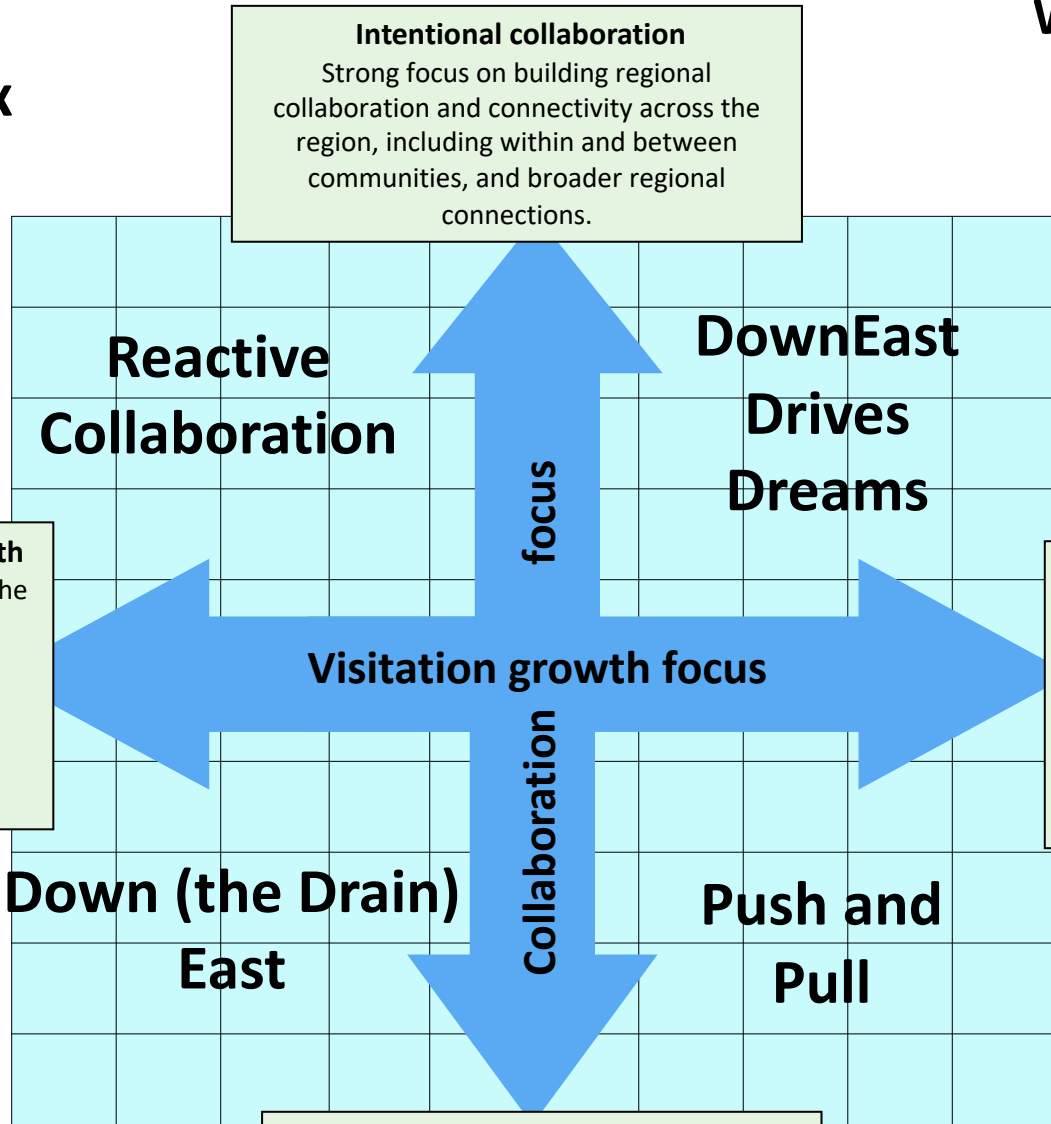 Intentional collaboration
Strong focus on building regional
collaboration and connectivity across the
region, including within and between
communities, and broader regional
connections.
Reactive
Collaboration
DownEast
Drives
Dreams
focus
Visitation growth focus
Collaboration
Down (the Drain)
East
Push and
Pull